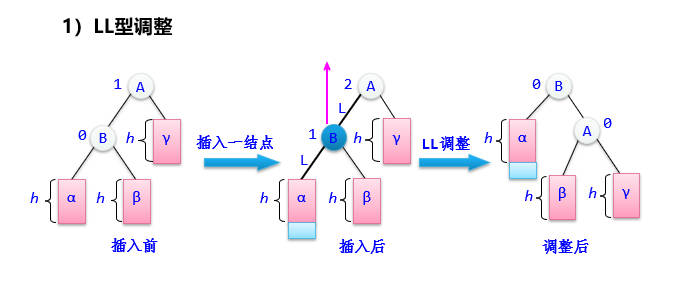 1）LL型调整
1 A
0 B
h γ
h α
h β
插入前
插入一结点
2 A
L
1 B
L
h γ
h α
h β
插入后
LL调整
0 B
h α
A 0
h β
h γ
调整后